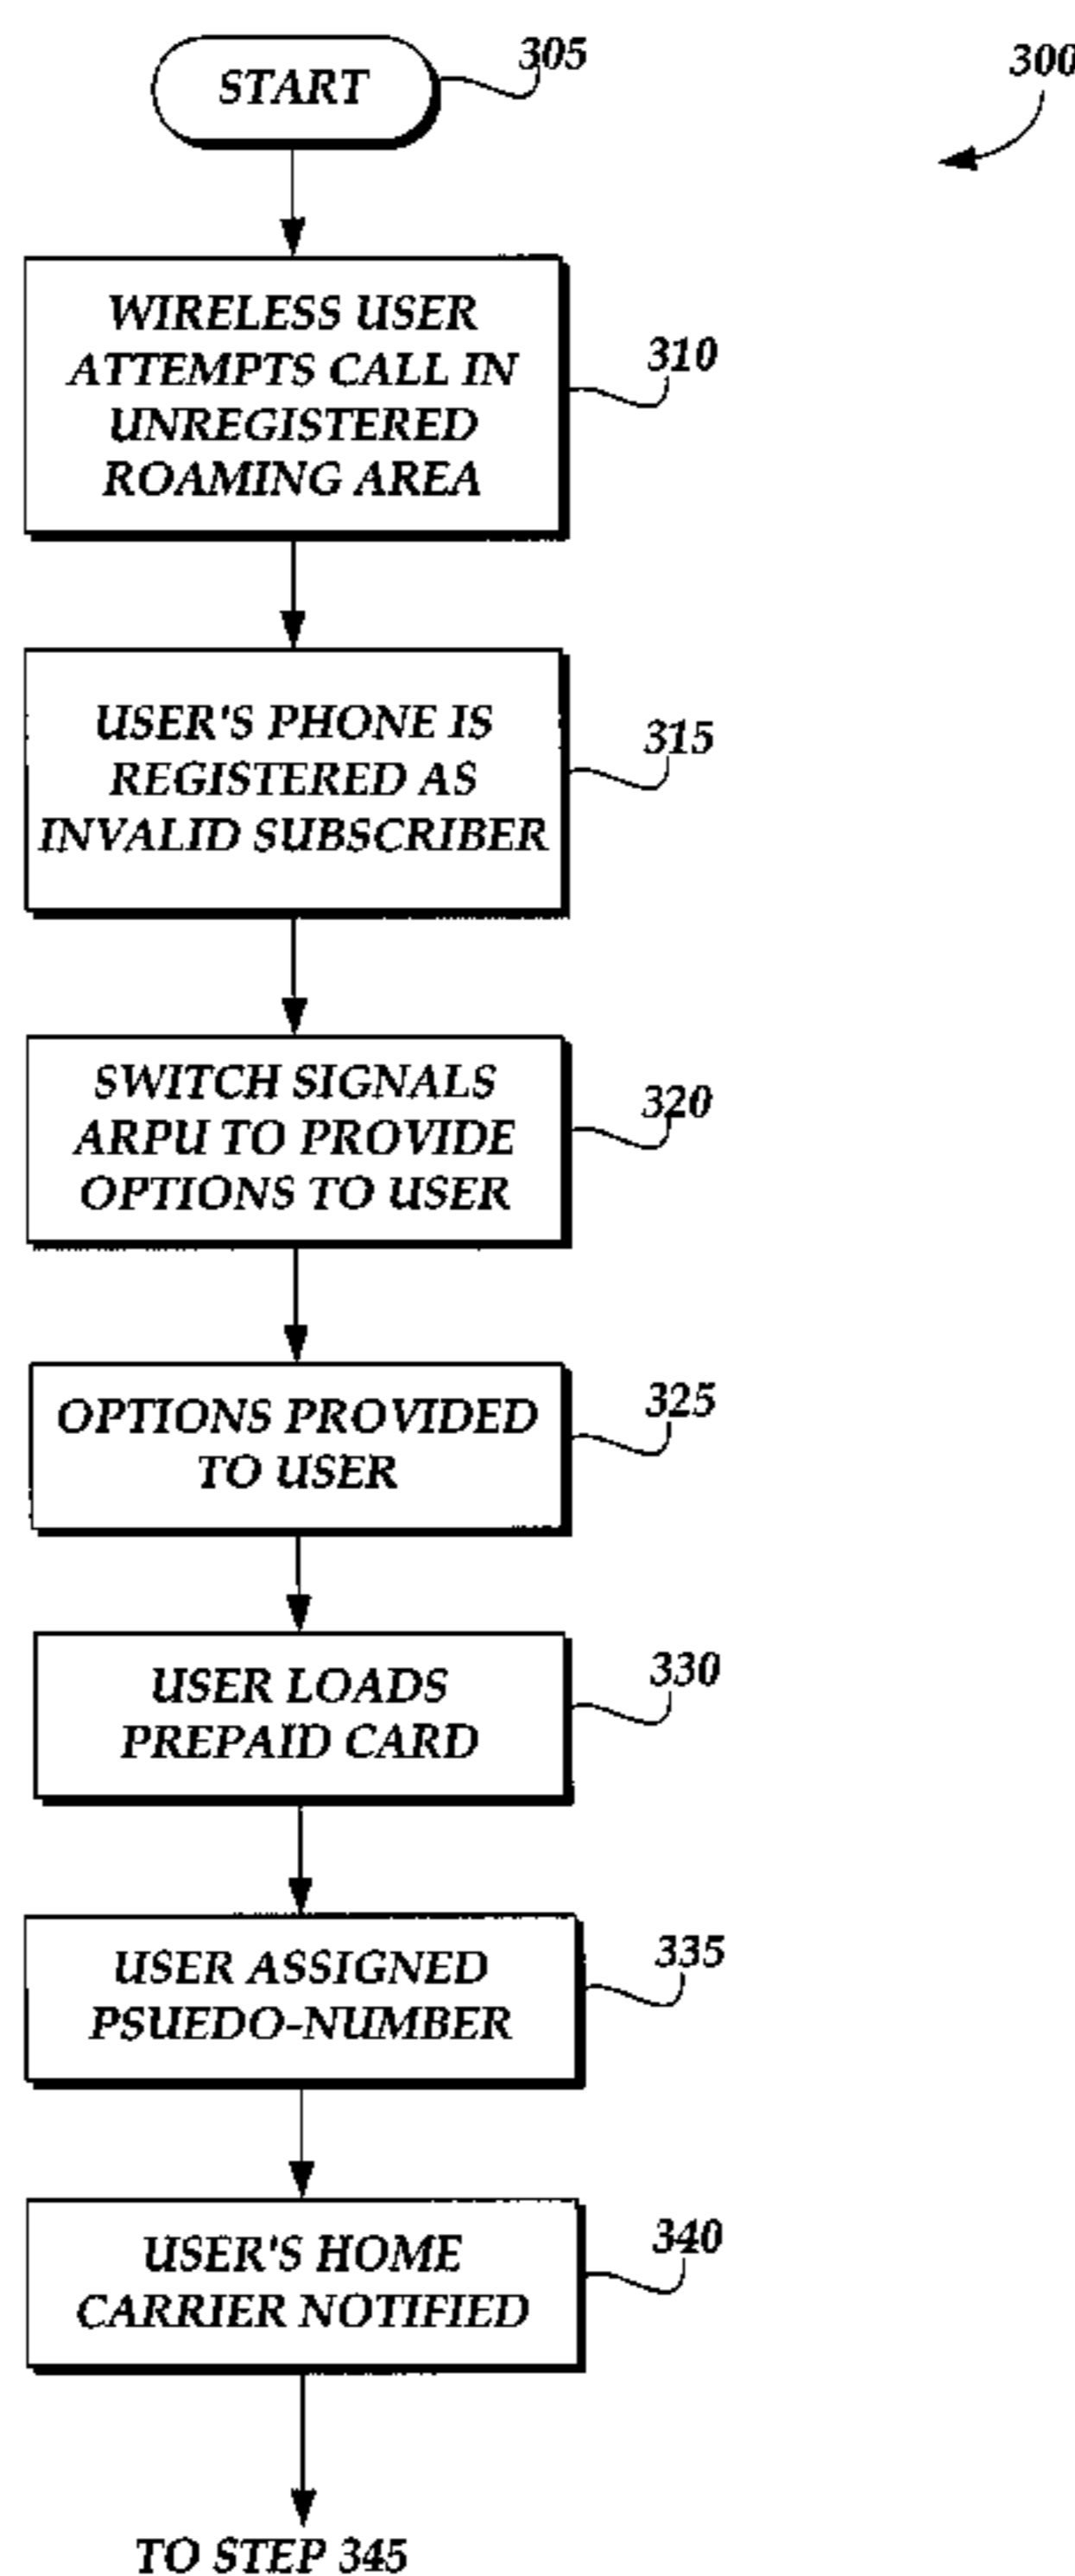 START
305
300
WIRELESS USER
ATTEMPTS CALL IN
UNREGISTERED
ROAMING AREA
310
USER'S PHONE IS
REGISTERED AS
INVALID SUBSCRIBER
315
SWITCH SIGNALS
ARPU TO PROVIDE
OPTIONS TO USER
320
OPTIONS PROVIDED
TO USER
325
USER LOADS
PREPAID CARD
330
USER ASSIGNED
PSUEDO-NUMBER
335
USER'S HOME
CARRIER NOTIFIED
340
TO STEP 345